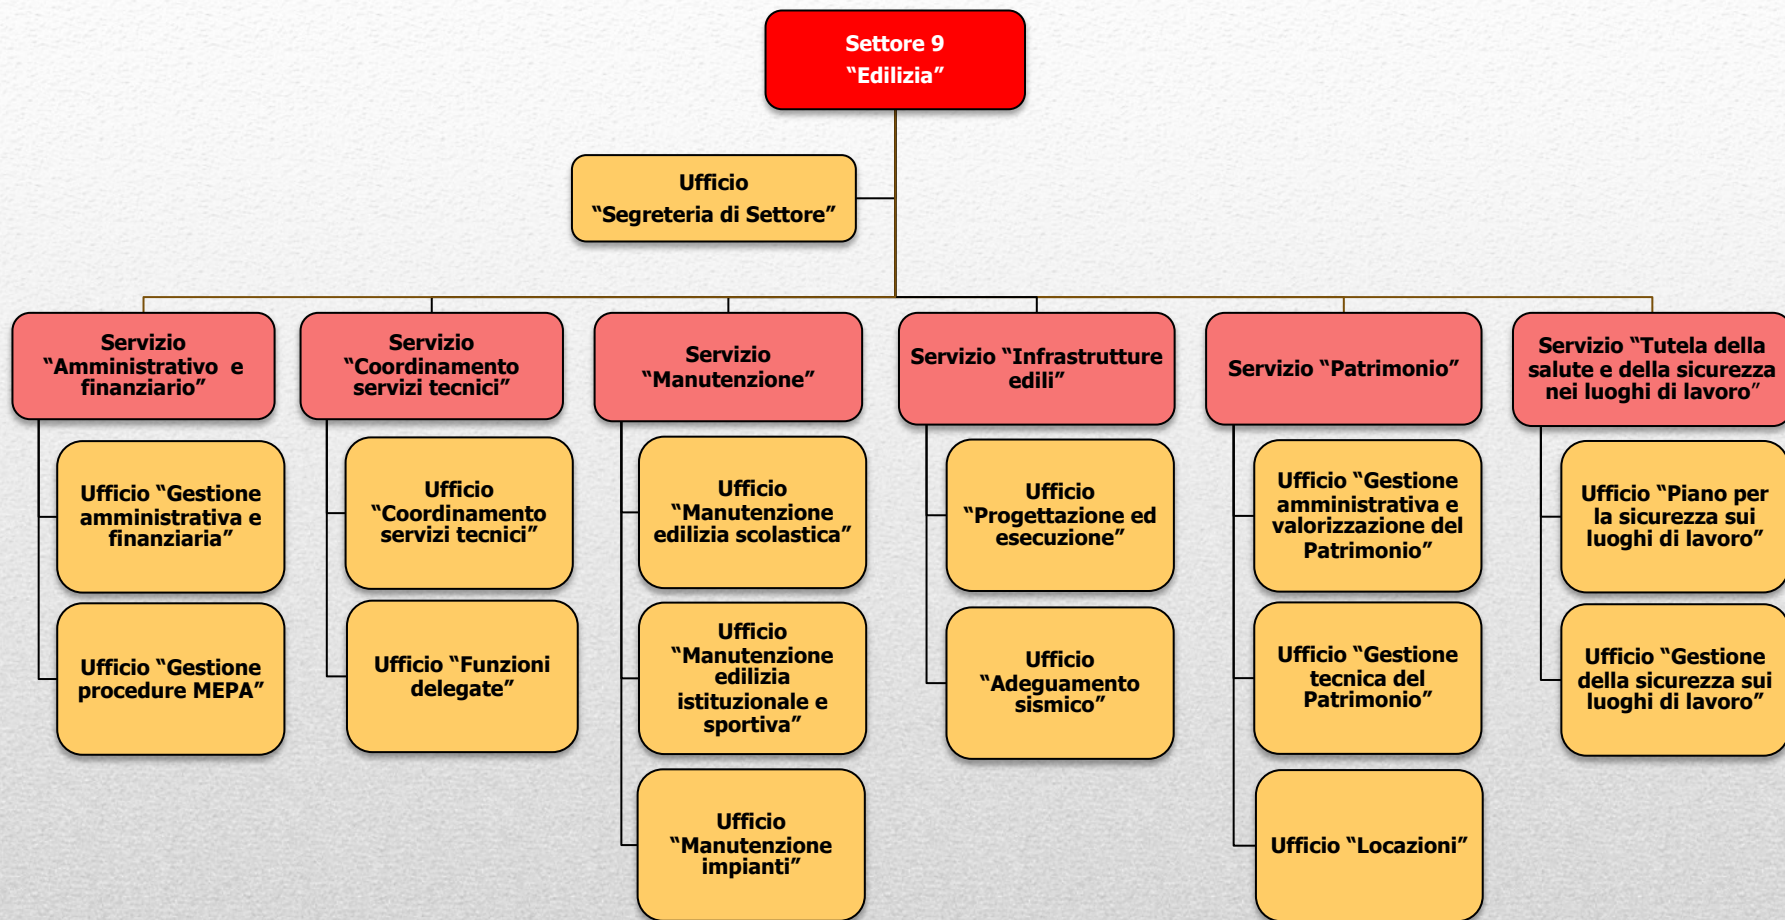 Settore 9
“Edilizia”
Ufficio
“Segreteria di Settore”
Servizio
“Amministrativo e
finanziario”
Servizio
“Coordinamento
servizi tecnici”
Servizio
“Manutenzione”
Servizio “Infrastrutture
edili”
Servizio “Patrimonio”
Servizio “Tutela della
salute e della sicurezza
nei luoghi di lavoro”
Ufficio “Gestione
amministrativa e
finanziaria”
Ufficio
“Coordinamento
servizi tecnici”
Ufficio
“Manutenzione
edilizia scolastica”
Ufficio
“Progettazione ed
esecuzione”
Ufficio “Gestione
amministrativa e
valorizzazione del
Patrimonio”
Ufficio “Piano per
la sicurezza sui
luoghi di lavoro”
Ufficio “Gestione
procedure MEPA”
Ufficio “Funzioni
delegate”
Ufficio
“Manutenzione
edilizia
istituzionale e
sportiva”
Ufficio
“Adeguamento
sismico”
Ufficio “Gestione
tecnica del
Patrimonio”
Ufficio “Gestione
della sicurezza sui
luoghi di lavoro”
Ufficio
“Manutenzione
impianti”
Ufficio “Locazioni”